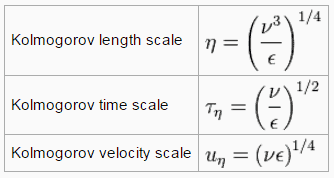 Kolmogorov length scale η = (ν³/ϵ)^1/4
Kolmogorov time scale τ_η = (ν/ϵ)^1/2
Kolmogorov velocity scale u_η = (νϵ)^1/4